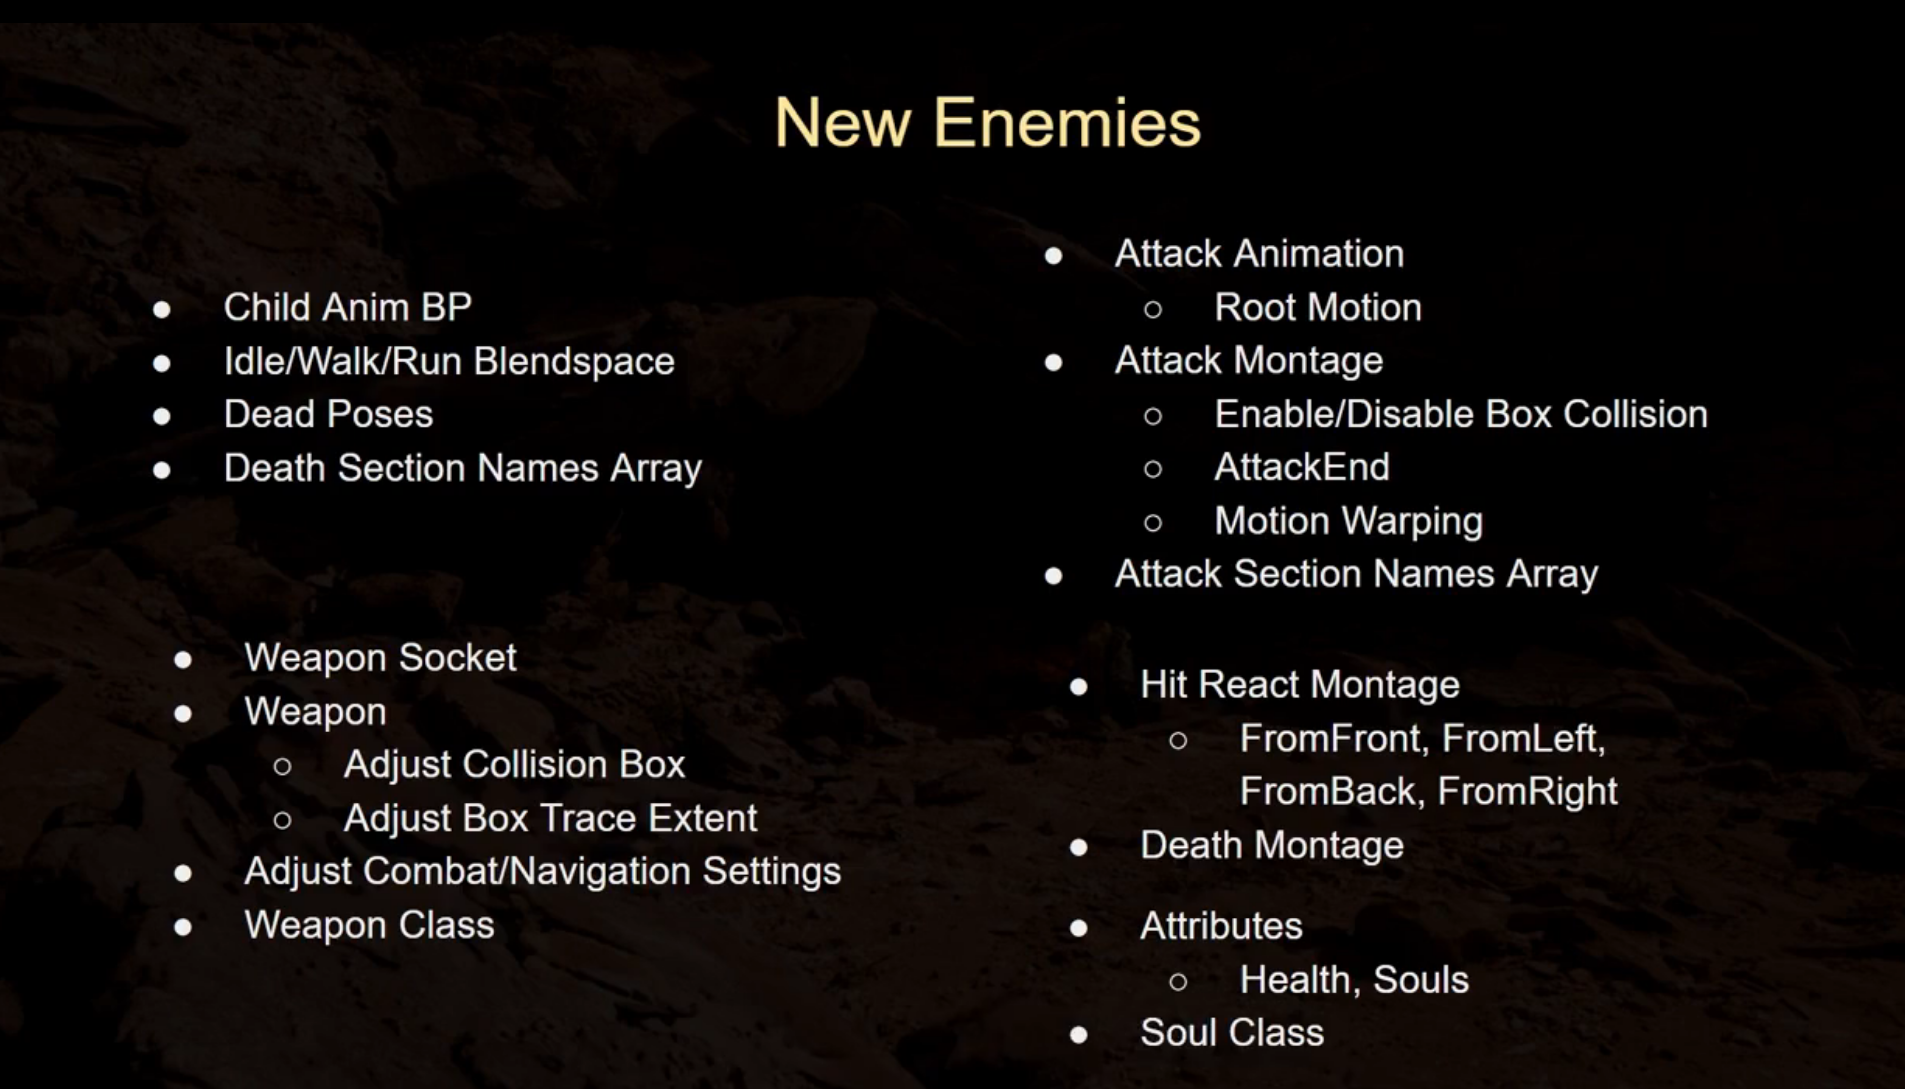 New Enemies
● Child Anim BP
● Idle/Walk/Run Blendspace
● Dead Poses
● Death Section Names Array
● Weapon Socket
● Weapon
○ Adjust Collision Box
○ Adjust Box Trace Extent
● Adjust Combat/Navigation Settings
● Weapon Class
● Attack Animation
○ Root Motion
● Attack Montage
○ Enable/Disable Box Collision
○ AttackEnd
○ Motion Warping
● Attack Section Names Array
● Hit React Montage
○ FromFront, FromLeft,
FromBack, FromRight
● Death Montage
● Attributes
○ Health, Souls
● Soul Class